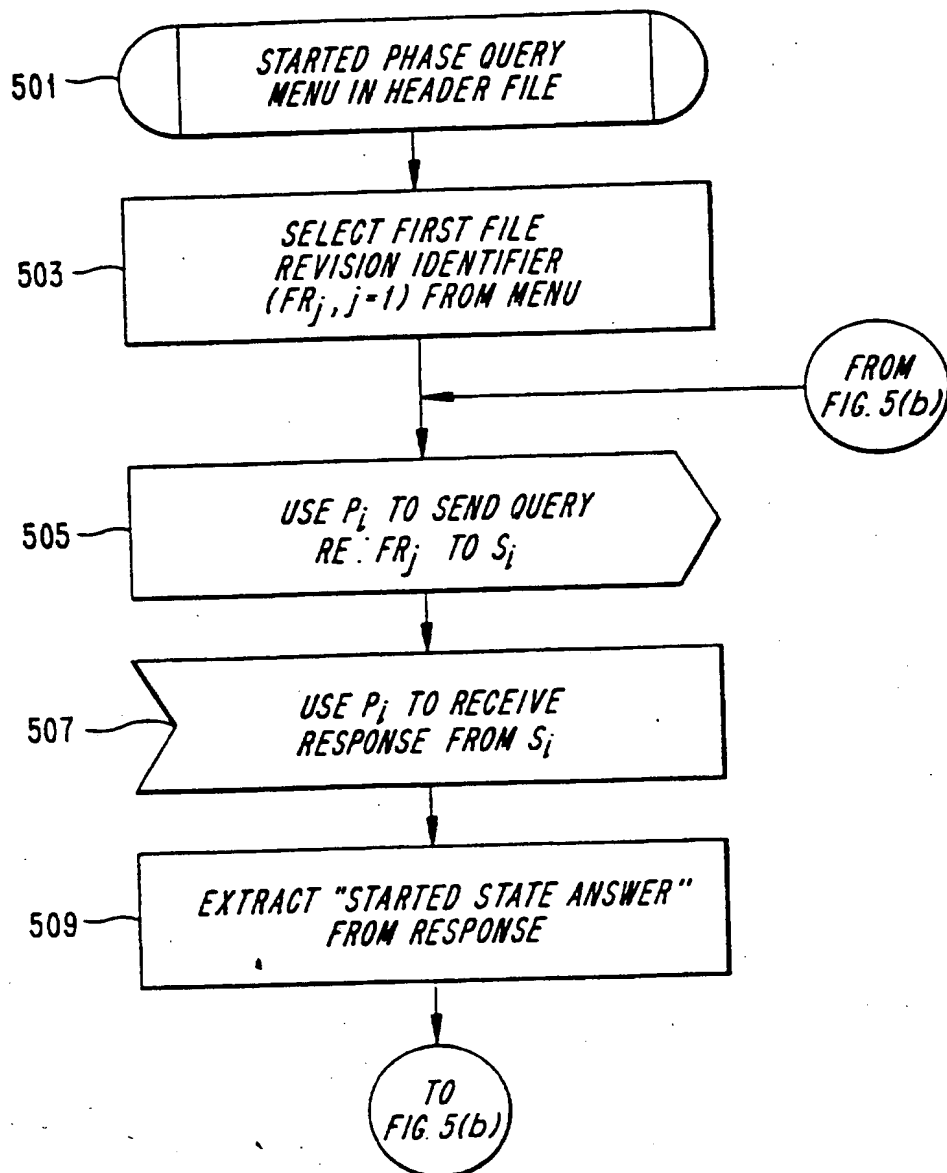 501
STARTED PHASE QUERY
MENU IN HEADER FILE
503
SELECT FIRST FILE
REVISION IDENTIFIER
(FRj, j=1) FROM MENU
FROM
FIG. 5(b)
505
USE Pi TO SEND QUERY
RE: FRj TO Si
507
USE Pi TO RECEIVE
RESPONSE FROM Si
509
EXTRACT "STARTED STATE ANSWER"
FROM RESPONSE
TO
FIG. 5(b)